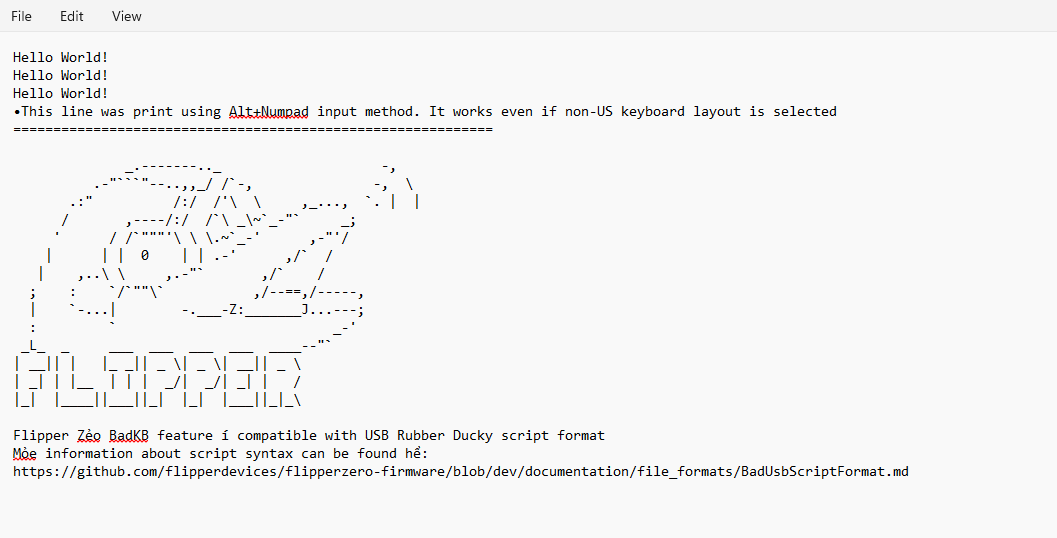 File Edit View
Hello World!
Hello World!
Hello World!
•This line was print using Alt+Numpad input method. It works even if non-US keyboard layout is selected
============================================================
FLIPPER
Flipper Zẻo BadKB feature í compatible with USB Rubber Ducky script format
Mỏe information about script syntax can be found hể:
https://github.com/flipperdevices/flipperzero-firmware/blob/dev/documentation/file_formats/BadUsbScriptFormat.md